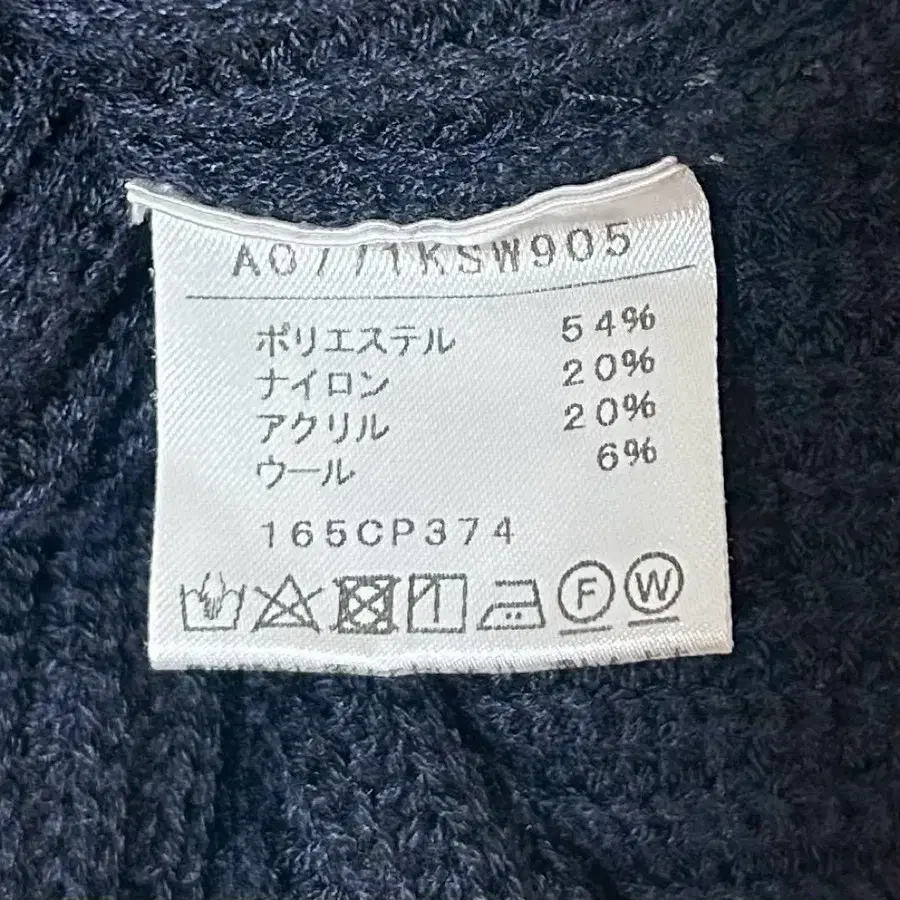 A0771KSW905
ポリエステル 54%
ナイロン 20%
アクリル 20%
ウール 6%
165CP374
F W